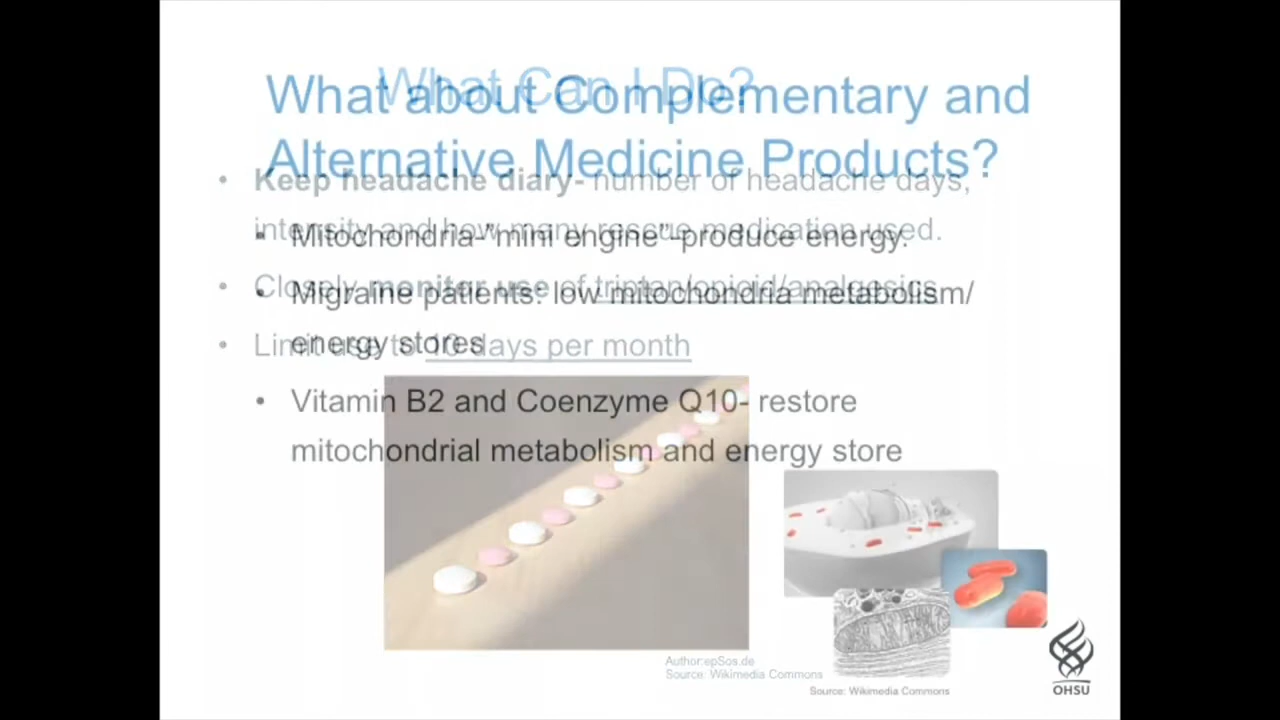 What Can I Do?
What about Complementary and
Alternative Medicine Products?
• Keep headache diary- number of headache days,
intensity and how many rescue medication used.
• Closely monitor use of triptan/opioid/analgesics
• Limit use to 10 days per month
• Mitochondria-"mini engine"-produce energy.
• Migraine patients: low mitochondria metabolism/
energy stores
• Vitamin B2 and Coenzyme Q10- restore
mitochondrial metabolism and energy store
Author:epSos.de
Source: Wikimedia Commons
Source: Wikimedia Commons
OHSU